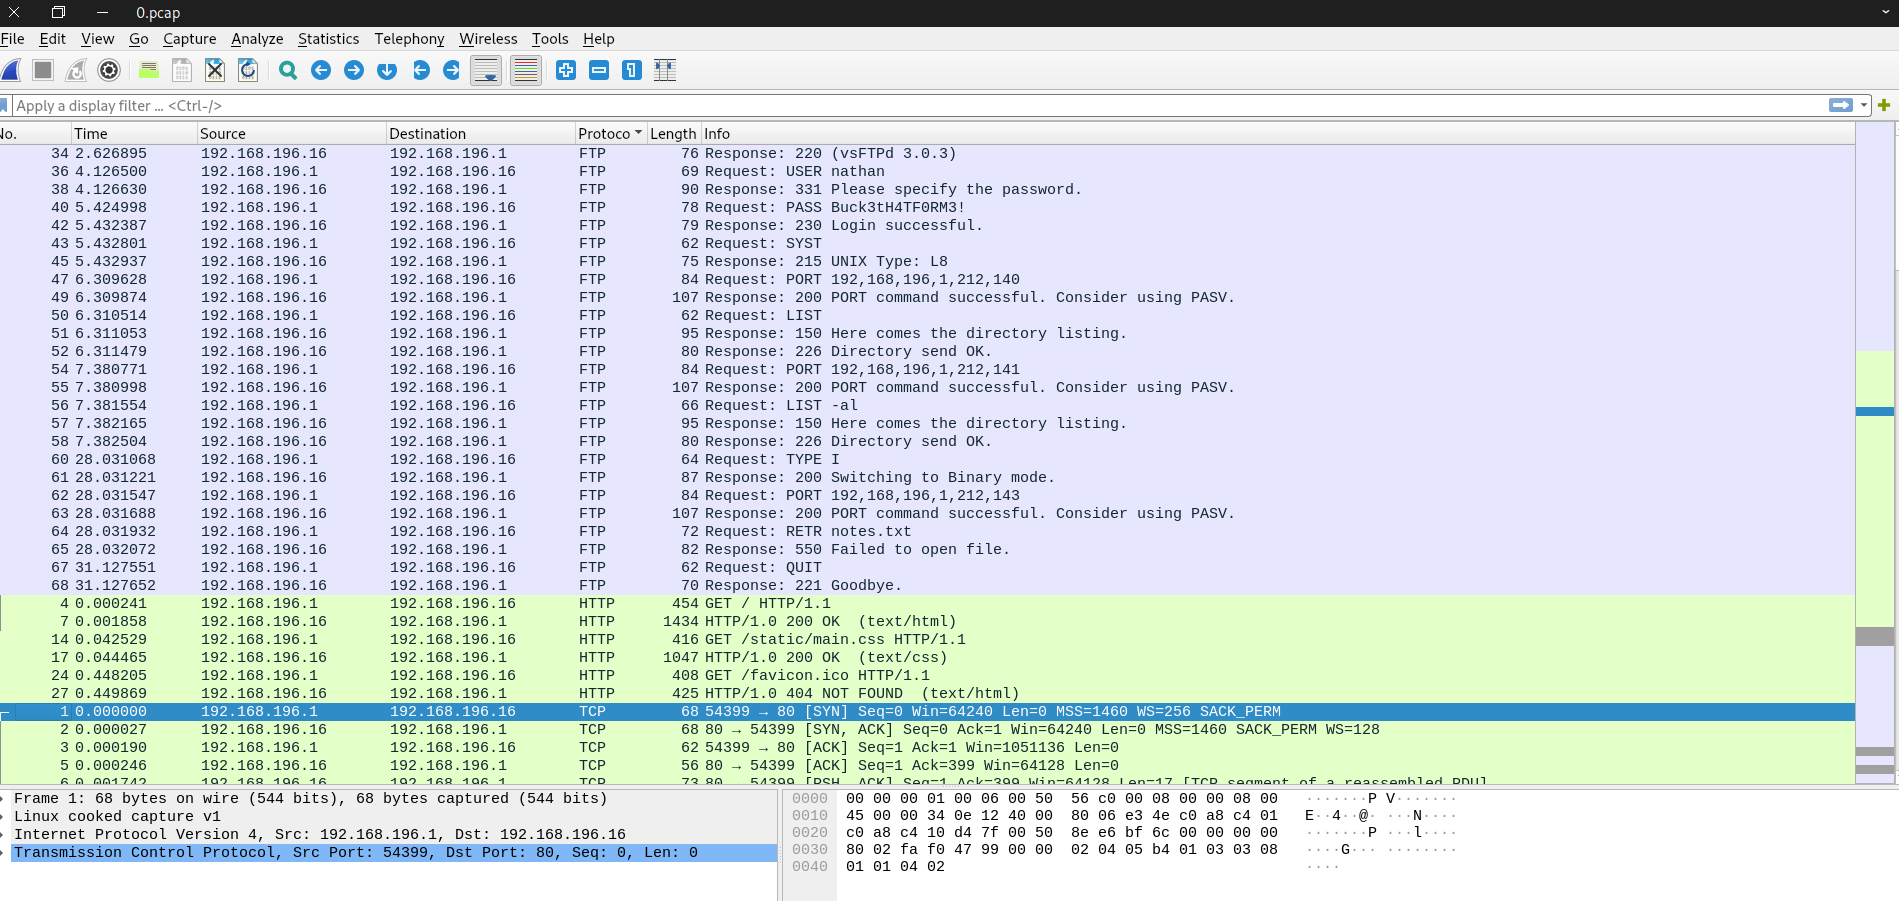 0.pcap
File Edit View Go Capture Analyze Statistics Telephony Wireless Tools Help
Apply a display filter ... <Ctrl-/>
No. Time Source Destination Protoco Length Info
34 2.626895 192.168.196.16 192.168.196.1 FTP 76 Response: 220 (vsFTPd 3.0.3)
36 4.126500 192.168.196.1 192.168.196.16 FTP 69 Request: USER nathan
38 4.126630 192.168.196.16 192.168.196.1 FTP 90 Response: 331 Please specify the password.
40 5.424998 192.168.196.1 192.168.196.16 FTP 78 Request: PASS Buck3tH4TF0RM3!
42 5.432387 192.168.196.16 192.168.196.1 FTP 79 Response: 230 Login successful.
43 5.432801 192.168.196.1 192.168.196.16 FTP 62 Request: SYST
45 5.432937 192.168.196.16 192.168.196.1 FTP 75 Response: 215 UNIX Type: L8
47 6.309628 192.168.196.1 192.168.196.16 FTP 84 Request: PORT 192,168,196,1,212,140
49 6.309874 192.168.196.16 192.168.196.1 FTP 107 Response: 200 PORT command successful. Consider using PASV.
50 6.310514 192.168.196.1 192.168.196.16 FTP 62 Request: LIST
51 6.311053 192.168.196.16 192.168.196.1 FTP 95 Response: 150 Here comes the directory listing.
52 6.311479 192.168.196.16 192.168.196.1 FTP 80 Response: 226 Directory send OK.
54 7.380771 192.168.196.1 192.168.196.16 FTP 84 Request: PORT 192,168,196,1,212,141
55 7.380998 192.168.196.16 192.168.196.1 FTP 107 Response: 200 PORT command successful. Consider using PASV.
56 7.381554 192.168.196.1 192.168.196.16 FTP 66 Request: LIST -al
57 7.382165 192.168.196.16 192.168.196.1 FTP 95 Response: 150 Here comes the directory listing.
58 7.382504 192.168.196.16 192.168.196.1 FTP 80 Response: 226 Directory send OK.
60 28.031068 192.168.196.1 192.168.196.16 FTP 64 Request: TYPE I
61 28.031221 192.168.196.16 192.168.196.1 FTP 87 Response: 200 Switching to Binary mode.
62 28.031547 192.168.196.1 192.168.196.16 FTP 84 Request: PORT 192,168,196,1,212,143
63 28.031688 192.168.196.16 192.168.196.1 FTP 107 Response: 200 PORT command successful. Consider using PASV.
64 28.031932 192.168.196.1 192.168.196.16 FTP 72 Request: RETR notes.txt
65 28.032072 192.168.196.16 192.168.196.1 FTP 82 Response: 550 Failed to open file.
67 31.127551 192.168.196.1 192.168.196.16 FTP 62 Request: QUIT
68 31.127652 192.168.196.16 192.168.196.1 FTP 70 Response: 221 Goodbye.
4 0.000241 192.168.196.1 192.168.196.16 HTTP 454 GET / HTTP/1.1
7 0.001858 192.168.196.16 192.168.196.1 HTTP 1434 HTTP/1.0 200 OK (text/html)
14 0.042529 192.168.196.1 192.168.196.16 HTTP 416 GET /static/main.css HTTP/1.1
17 0.044465 192.168.196.16 192.168.196.1 HTTP 1047 HTTP/1.0 200 OK (text/css)
24 0.448205 192.168.196.1 192.168.196.16 HTTP 408 GET /favicon.ico HTTP/1.1
27 0.449869 192.168.196.16 192.168.196.1 HTTP 425 HTTP/1.0 404 NOT FOUND (text/html)
1 0.000000 192.168.196.1 192.168.196.16 TCP 68 54399 → 80 [SYN] Seq=0 Win=64240 Len=0 MSS=1460 WS=256 SACK_PERM
2 0.000027 192.168.196.16 192.168.196.1 TCP 68 80 → 54399 [SYN, ACK] Seq=0 Ack=1 Win=64240 Len=0 MSS=1460 SACK_PERM WS=128
3 0.000190 192.168.196.1 192.168.196.16 TCP 62 54399 → 80 [ACK] Seq=1 Ack=1 Win=1051136 Len=0
5 0.000246 192.168.196.16 192.168.196.1 TCP 56 80 → 54399 [ACK] Seq=1 Ack=399 Win=64128 Len=0
6 0.001742 192.168.196.16 192.168.196.1 TCP 73 80 → 54399 [PSH, ACK] Seq=1 Ack=399 Win=64128 Len=17 [TCP segment of a reassembled PDU]
Frame 1: 68 bytes on wire (544 bits), 68 bytes captured (544 bits)
Linux cooked capture v1
Internet Protocol Version 4, Src: 192.168.196.1, Dst: 192.168.196.16
Transmission Control Protocol, Src Port: 54399, Dst Port: 80, Seq: 0, Len: 0
0000 00 00 00 01 00 06 00 50 56 c0 00 08 00 00 08 00 ·······P V·······
0010 45 00 00 34 0e 12 40 00 80 06 e3 4e c0 a8 c4 01 E··4··@· ···N····
0020 c0 a8 c4 10 d4 7f 00 50 8e e6 bf 6c 00 00 00 00 ·······P ···l····
0030 80 02 fa f0 47 99 00 00 02 04 05 b4 01 03 03 08 ····G··· ········
0040 01 01 04 02 ····